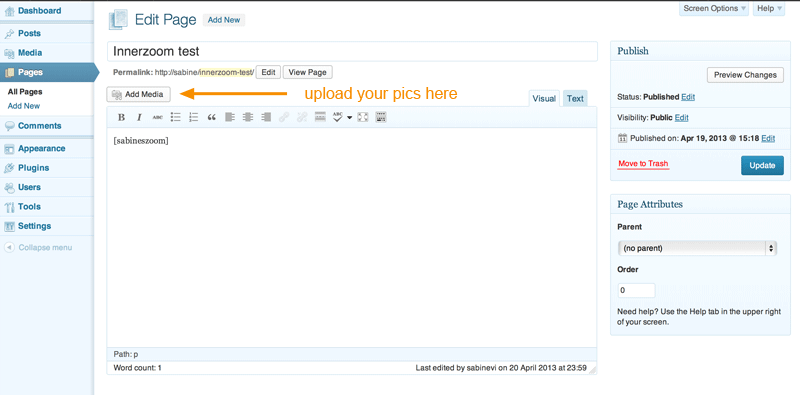 Screen Options
Help
Dashboard
Posts
Media
Pages
All Pages
Add New
Comments
Appearance
Plugins
Users
Tools
Settings
Collapse menu
Edit Page Add New
Innerzoom test
Permalink: http://sabine/innerzoom-test/ Edit View Page
Add Media
upload your pics here
Visual Text
B I ABC ABC
[sabineszoom]
Path: p
Word count: 1 Last edited by sabinevi on 20 April 2013 at 23:59
Publish
Preview Changes
Status: Published Edit
Visibility: Public Edit
Published on: Apr 19, 2013 @ 15:18 Edit
Move to Trash Update
Page Attributes
Parent
(no parent)
Order
0
Need help? Use the Help tab in the upper right
of your screen.